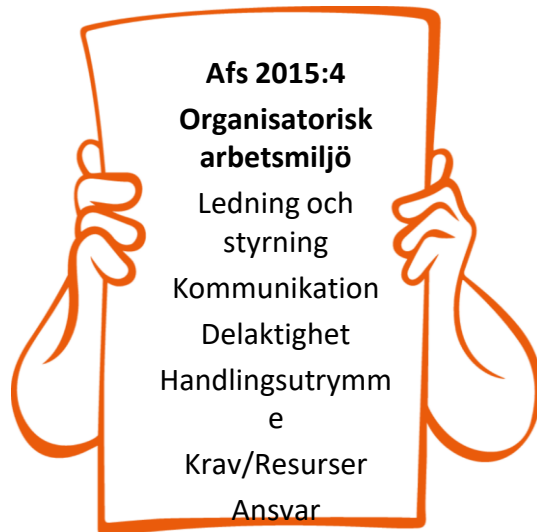 Afs 2015:4
Organisatorisk
arbetsmiljö
Ledning och
styrning
Kommunikation
Delaktighet
Handlingsutrymm
e
Krav/Resurser
Ansvar